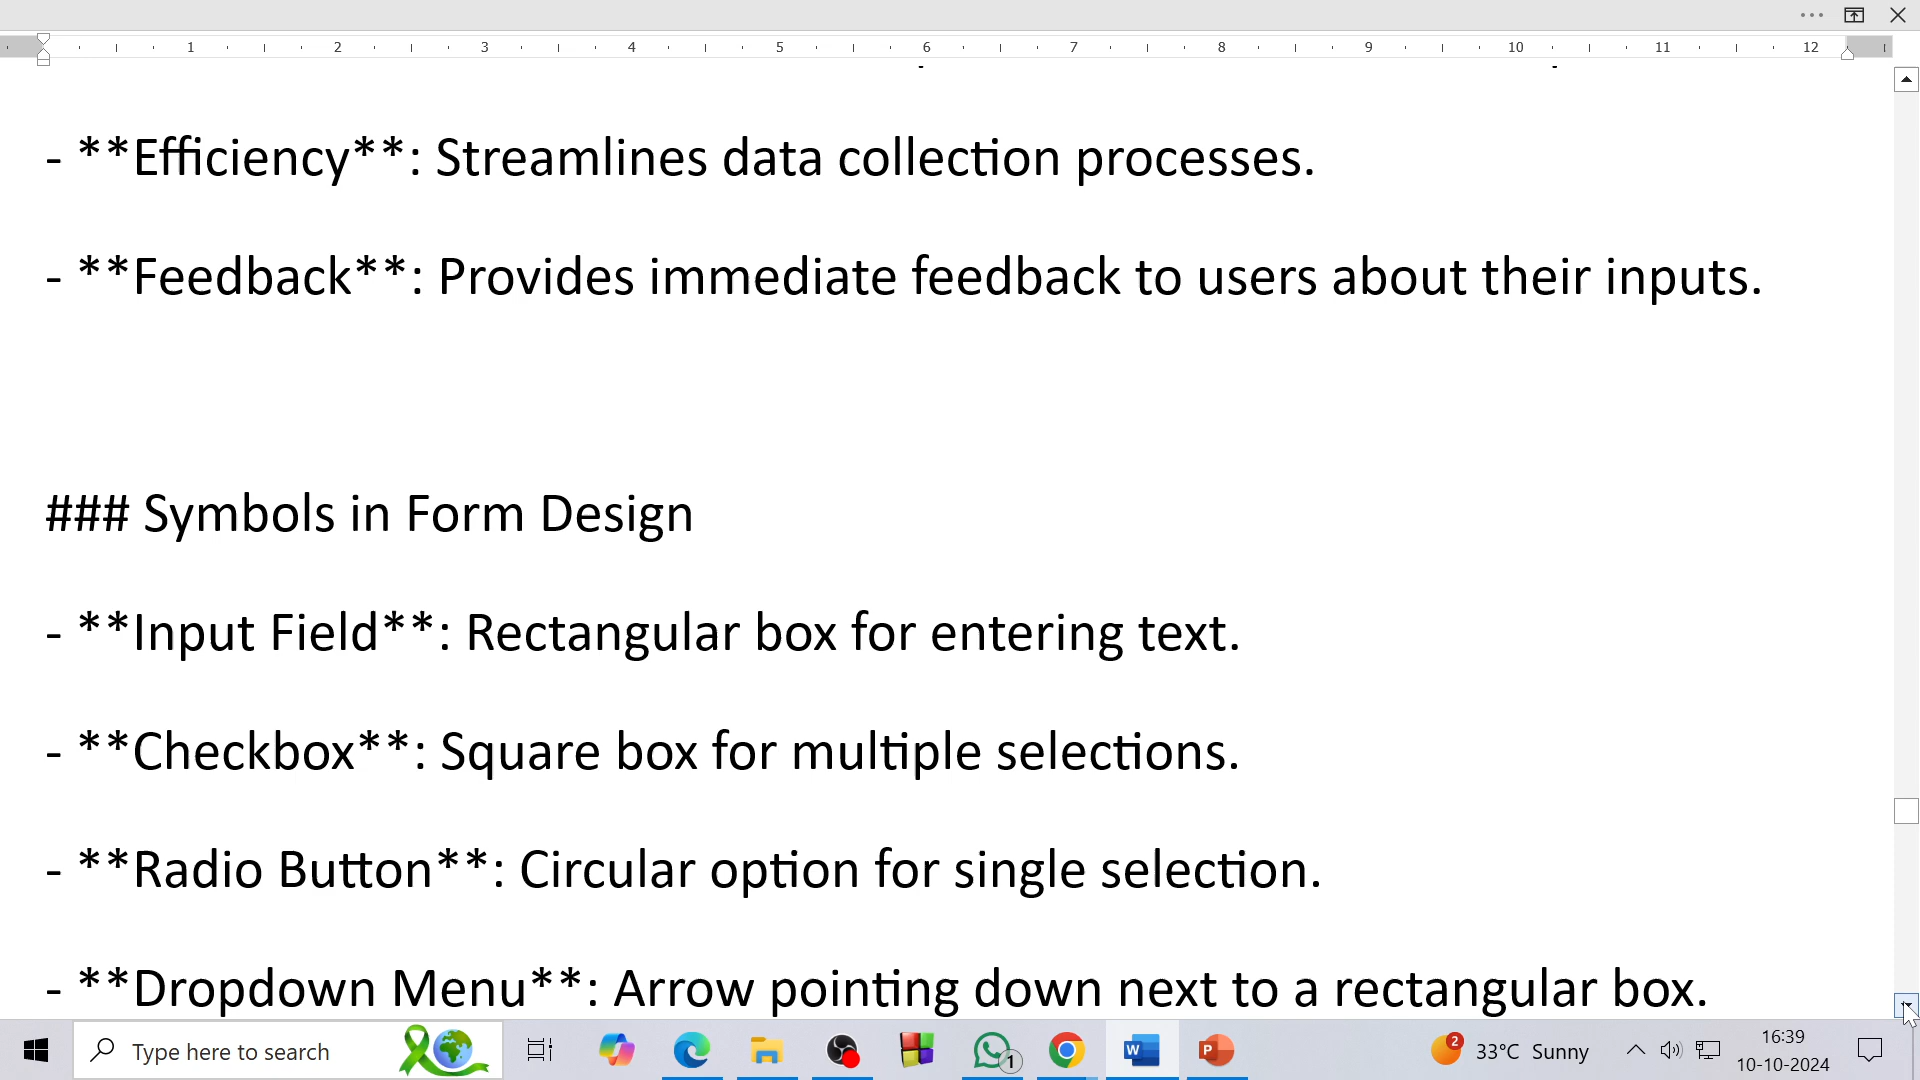 1 2 3 4 5 6 7 8 9 10 11 12
- **Efficiency**: Streamlines data collection processes.
- **Feedback**: Provides immediate feedback to users about their inputs.
### Symbols in Form Design
- **Input Field**: Rectangular box for entering text.
- **Checkbox**: Square box for multiple selections.
- **Radio Button**: Circular option for single selection.
- **Dropdown Menu**: Arrow pointing down next to a rectangular box.
Type here to search
1
W
P
2
33°C Sunny
16:39
10-10-2024